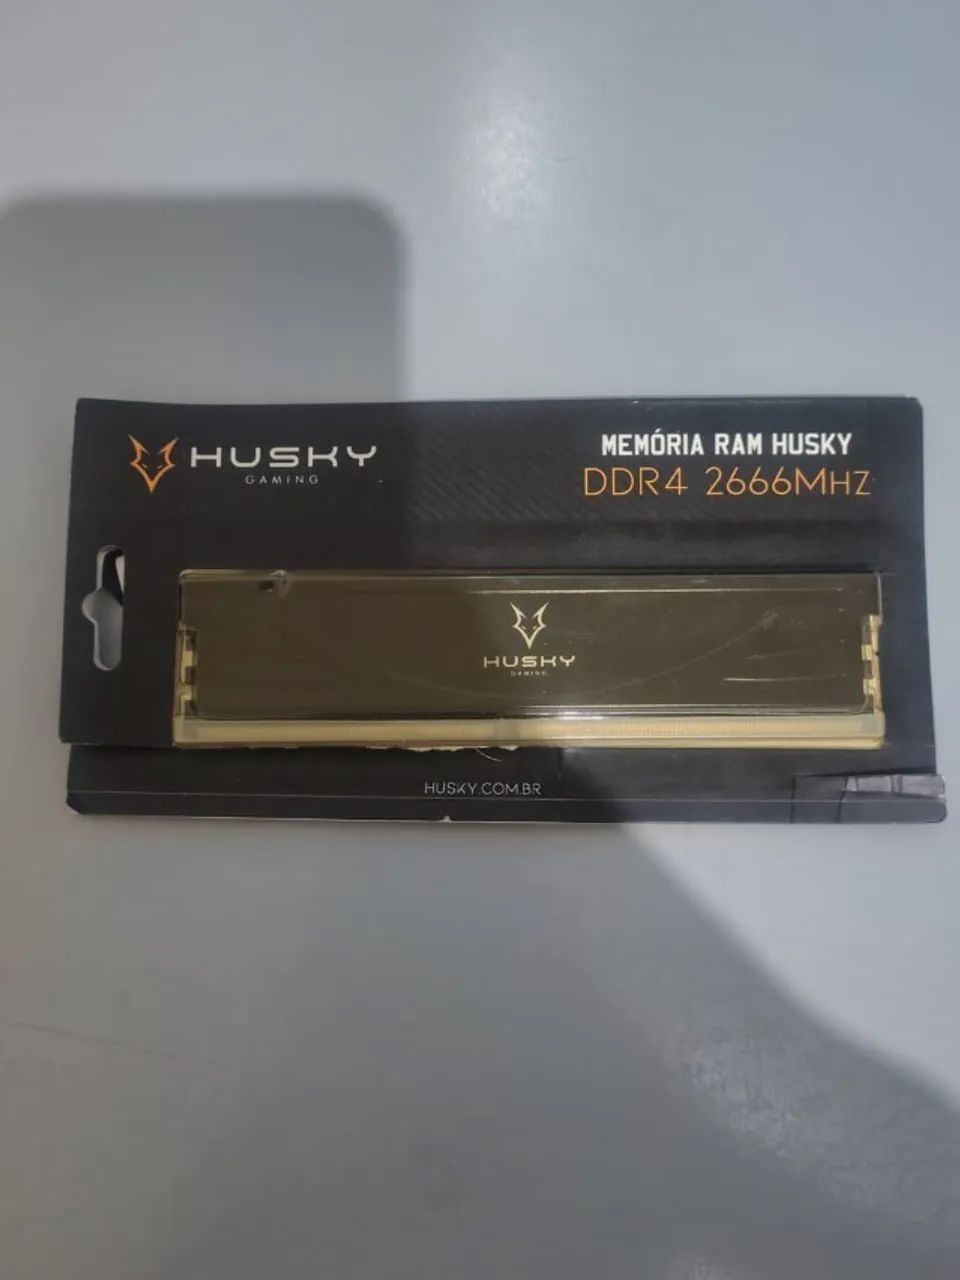 HUSKY
GAMING
MEMÓRIA RAM HUSKY
DDR4 2666MHZ
HUSKY
GAMING
HUSKY.COM.BR